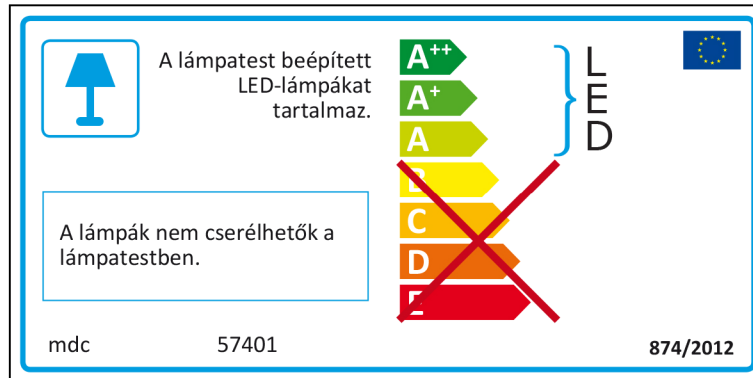 A lámpatest beépített
LED-lámpákat
tartalmaz.
A++
A+
A
B
C
D
E
L
E
D
A lámpák nem cserélhetők a
lámpatestben.
mdc 57401 874/2012